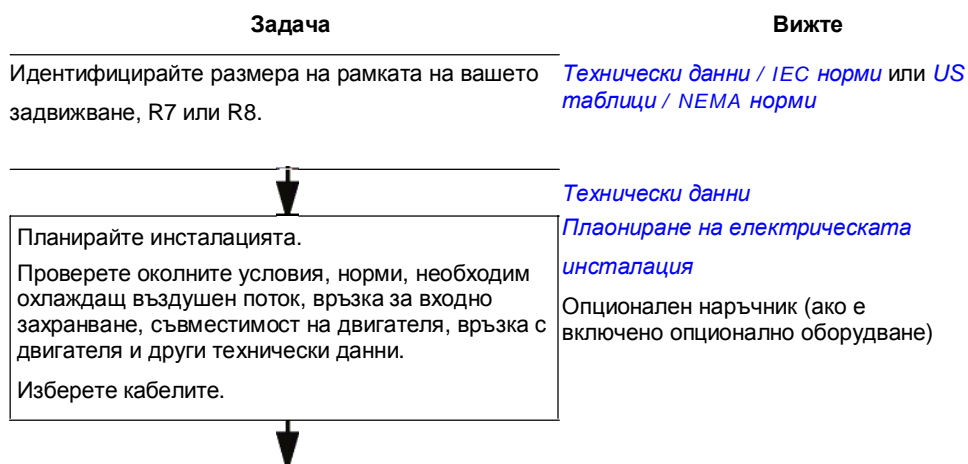 Задача
Вижте
Идентифицирайте размера на рамката на вашето
задвижване, R7 или R8.
Технически данни / IEC норми или US
таблици / NEMA норми
Планирайте инсталацията.
Проверете околните условия, норми, необходим
охлаждащ въздушен поток, връзка за входно
захранване, съвместимост на двигателя, връзка с
двигателя и други технически данни.
Изберете кабелите.
Технически данни
Плаониране на електрическата
инсталация
Опционален наръчник (ако е
включено опционално оборудване)